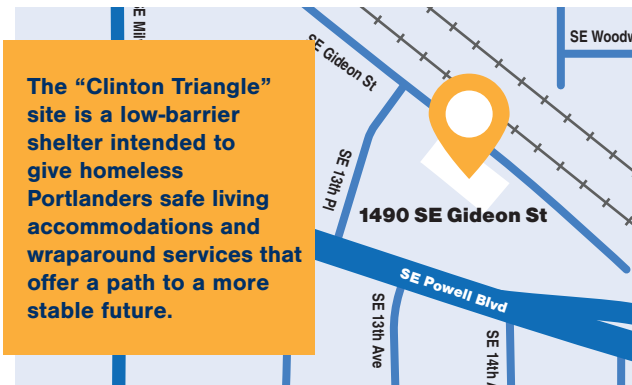 The “Clinton Triangle”
site is a low-barrier
shelter intended to
give homeless
Portlanders safe living
accommodations and
wraparound services that
offer a path to a more
stable future.
SE Gideon St
SE 13th Pl
1490 SE Gideon St
SE Powell Blvd
SE 13th Ave
SE 14th
SE